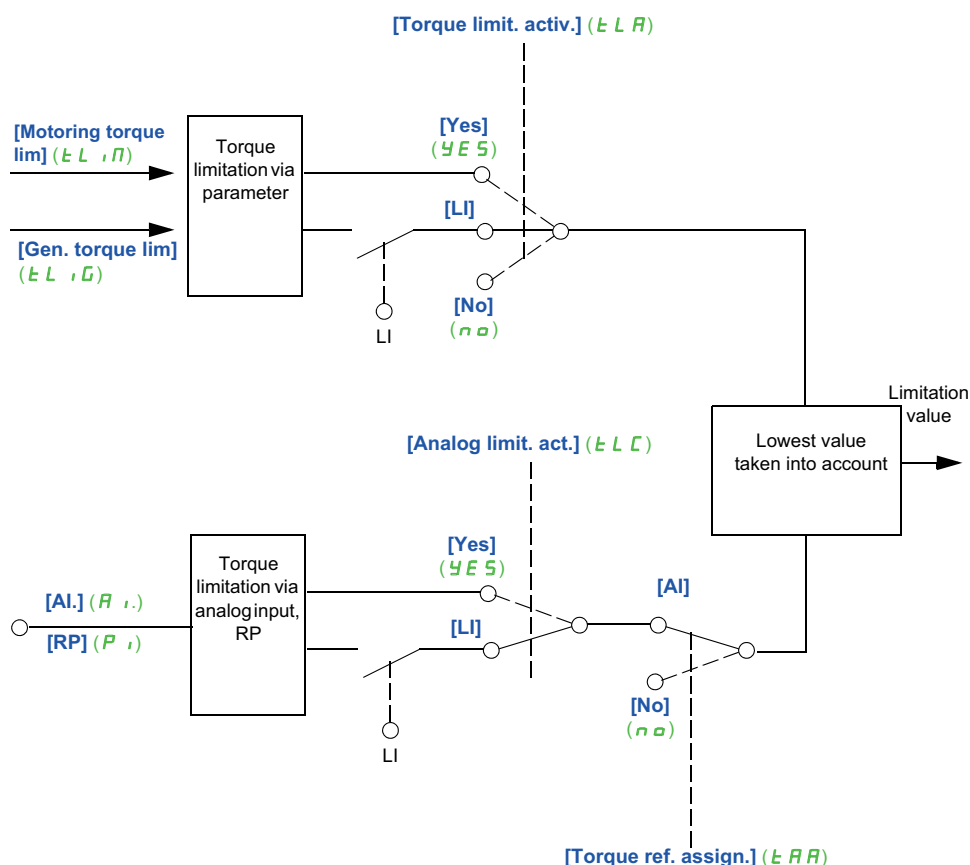 [Torque limit. activ.] (tLA)
[Motoring torque
lim] (tLIM)
Torque
limitation via
parameter
[Yes]
(YES)
[LI]
[Gen. torque lim]
(tLIG)
[No]
(no)
LI
Limitation
value
Lowest value
taken into account
[Analog limit. act.] (tLC)
[Yes]
(YES)
Torque
limitation via
analog input,
RP
[AI.] (AI.)
[RP] (PI)
[LI]
[AI]
[No]
(no)
LI
[Torque ref. assign.] (tAA)